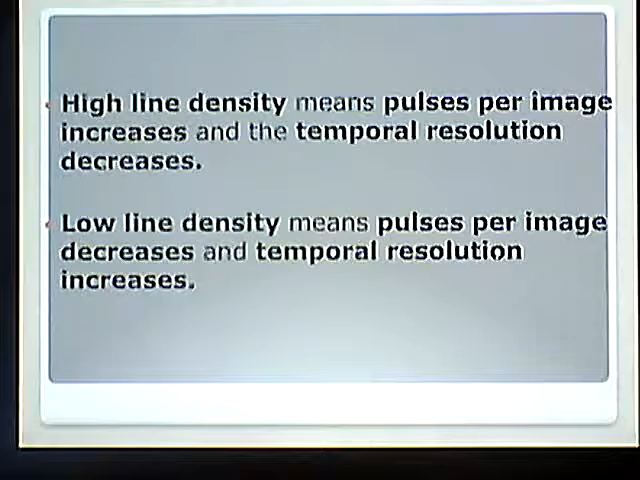 High line density means pulses per image
increases and the temporal resolution
decreases.
Low line density means pulses per image
decreases and temporal resolution
increases.